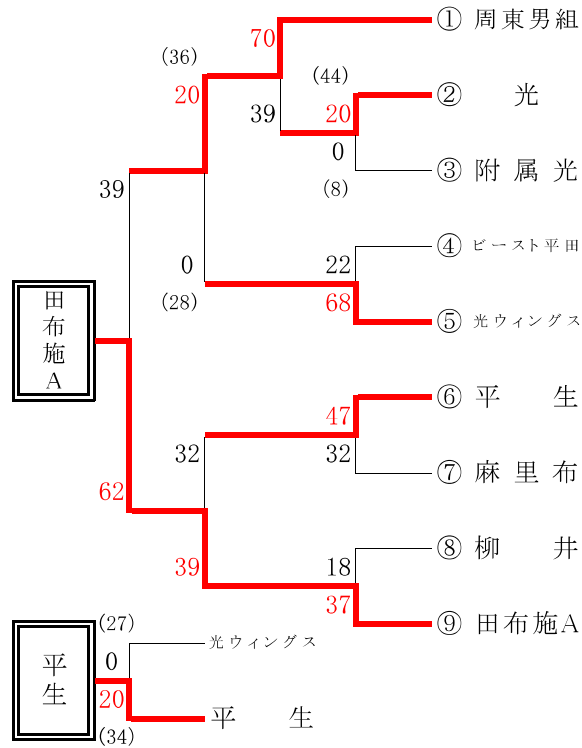 ① 周東男組
(36) 70
20 (44) ② 光
39 20
0 ③ 附属光
39 (8)
0 22 ④ ビースト平田
(28) 68
⑤ 光ウィングス
田布施A
47 ⑥ 平 生
32 32
⑦ 麻里布
62
39 18 ⑧ 柳 井
37
⑨ 田布施A
(27)
0 光ウィングス
平生
20
(34) 平 生